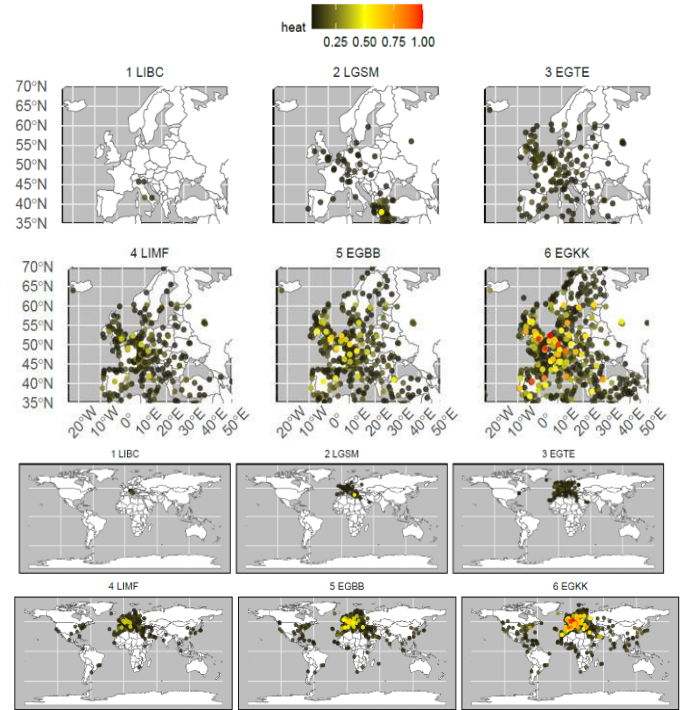 heat
0.25 0.50 0.75 1.00
1 LIBC 2 LGSM 3 EGTE
70°N
65°N
60°N
55°N
50°N
45°N
40°N
35°N
4 LIMF 5 EGBB 6 EGKK
70°N
65°N
60°N
55°N
50°N
45°N
40°N
35°N
20°W 10°W 0° 10°E 20°E 30°E 40°E 50°E 20°W 10°W 0° 10°E 20°E 30°E 40°E 50°E 20°W 10°W 0° 10°E 20°E 30°E 40°E 50°E
1 LIBC 2 LGSM 3 EGTE
4 LIMF 5 EGBB 6 EGKK